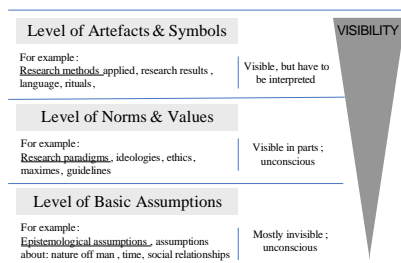 Level of Artefacts & Symbols
VISIBILITY
For example:
Research methods applied, research results,
language, rituals,
Visible, but have to
be interpreted
Level of Norms & Values
For example:
Research paradigms, ideologies, ethics,
maximes, guidelines
Visible in parts;
unconscious
Level of Basic Assumptions
For example:
Epistemological assumptions, assumptions
about: nature off man, time, social relationships
Mostly invisible;
unconscious